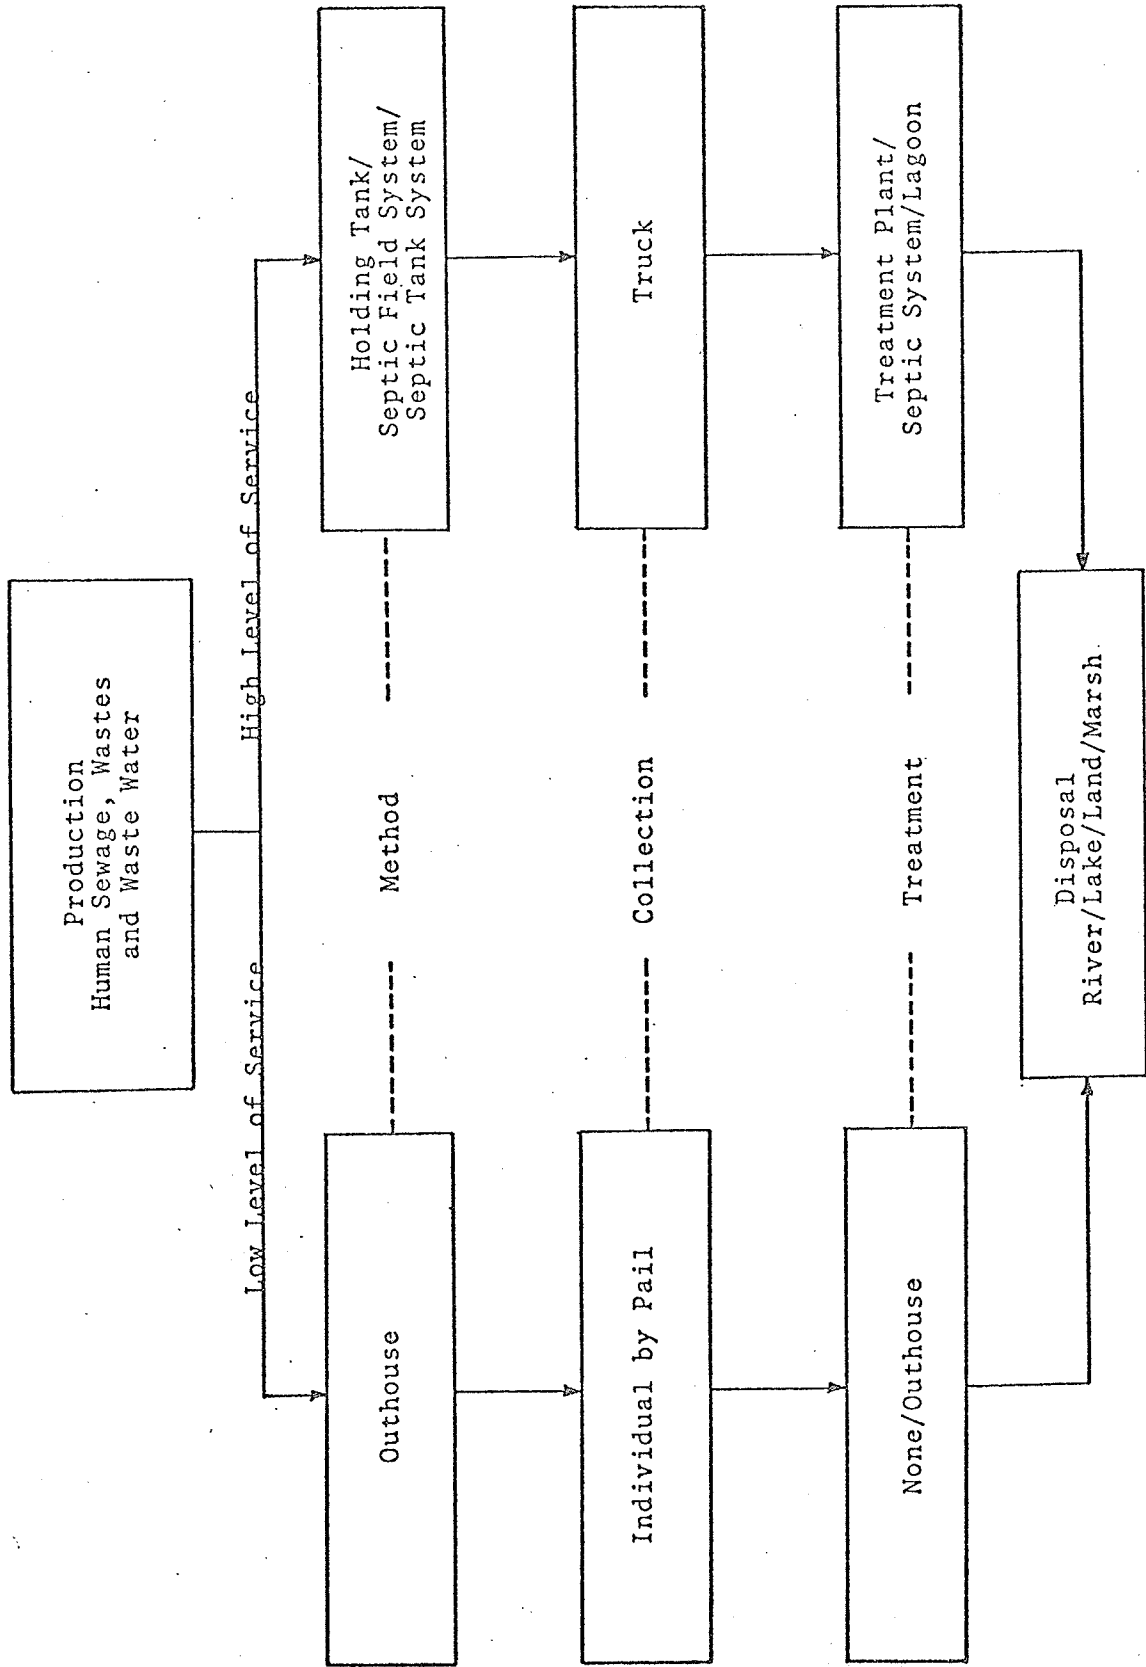 Production
Human Sewage, Wastes
and Waste Water
Low Level of Service
High Level of Service
Outhouse
Method
Holding Tank/
Septic Field System/
Septic Tank System
Individual by Pail
Collection
Truck
None/Outhouse
Treatment
Treatment Plant/
Septic System/Lagoon
Disposal
River/Lake/Land/Marsh